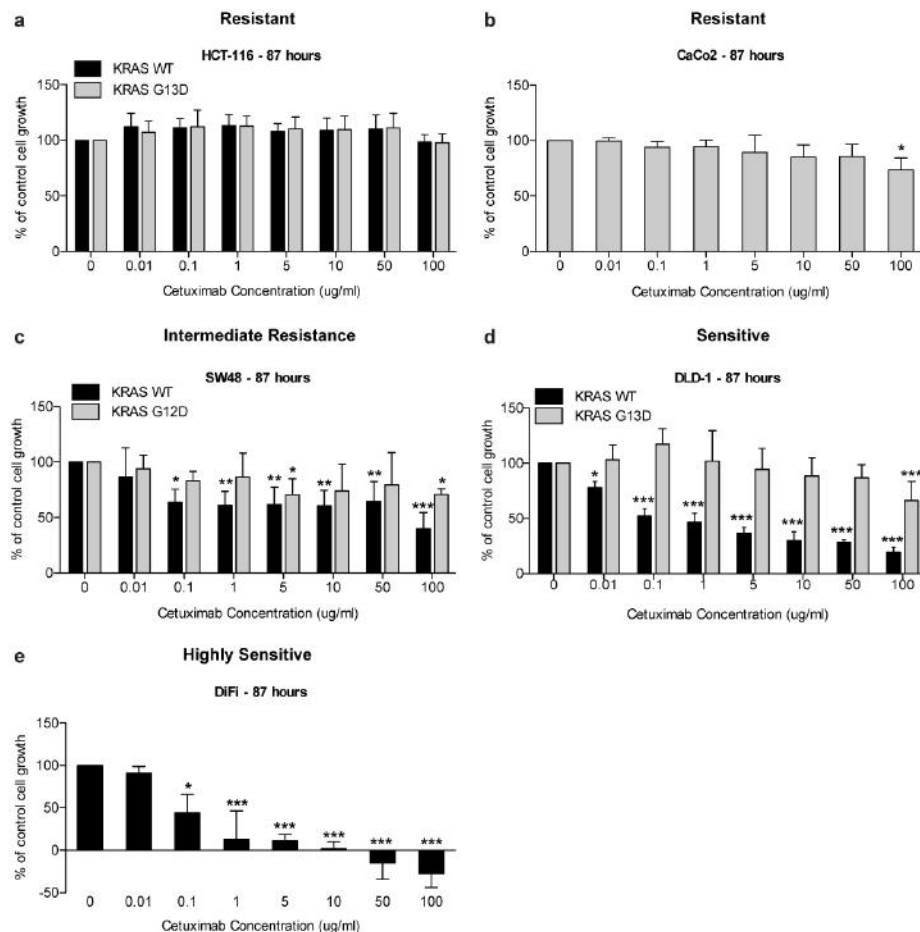 a Resistant
HCT-116 - 87 hours
KRAS WT
KRAS G13D
% of control cell growth
150
100
50
0
0 0.01 0.1 1 5 10 50 100
Cetuximab Concentration (ug/ml)
b Resistant
CaCo2 - 87 hours
% of control cell growth
150
100
50
0
*
0 0.01 0.1 1 5 10 50 100
Cetuximab Concentration (ug/ml)
c Intermediate Resistance
SW48 - 87 hours
KRAS WT
KRAS G12D
% of control cell growth
150
100
50
0
* ** ** * ** ** *** *
0 0.01 0.1 1 5 10 50 100
Cetuximab Concentration (ug/ml)
d Sensitive
DLD-1 - 87 hours
KRAS WT
KRAS G13D
% of control cell growth
150
100
50
0
* *** *** *** *** *** *** ***
0 0.01 0.1 1 5 10 50 100
Cetuximab Concentration (ug/ml)
e Highly Sensitive
DiFi - 87 hours
% of control cell growth
150
100
50
0
-50
* *** *** *** *** ***
0 0.01 0.1 1 5 10 50 100
Cetuximab Concentration (ug/ml)